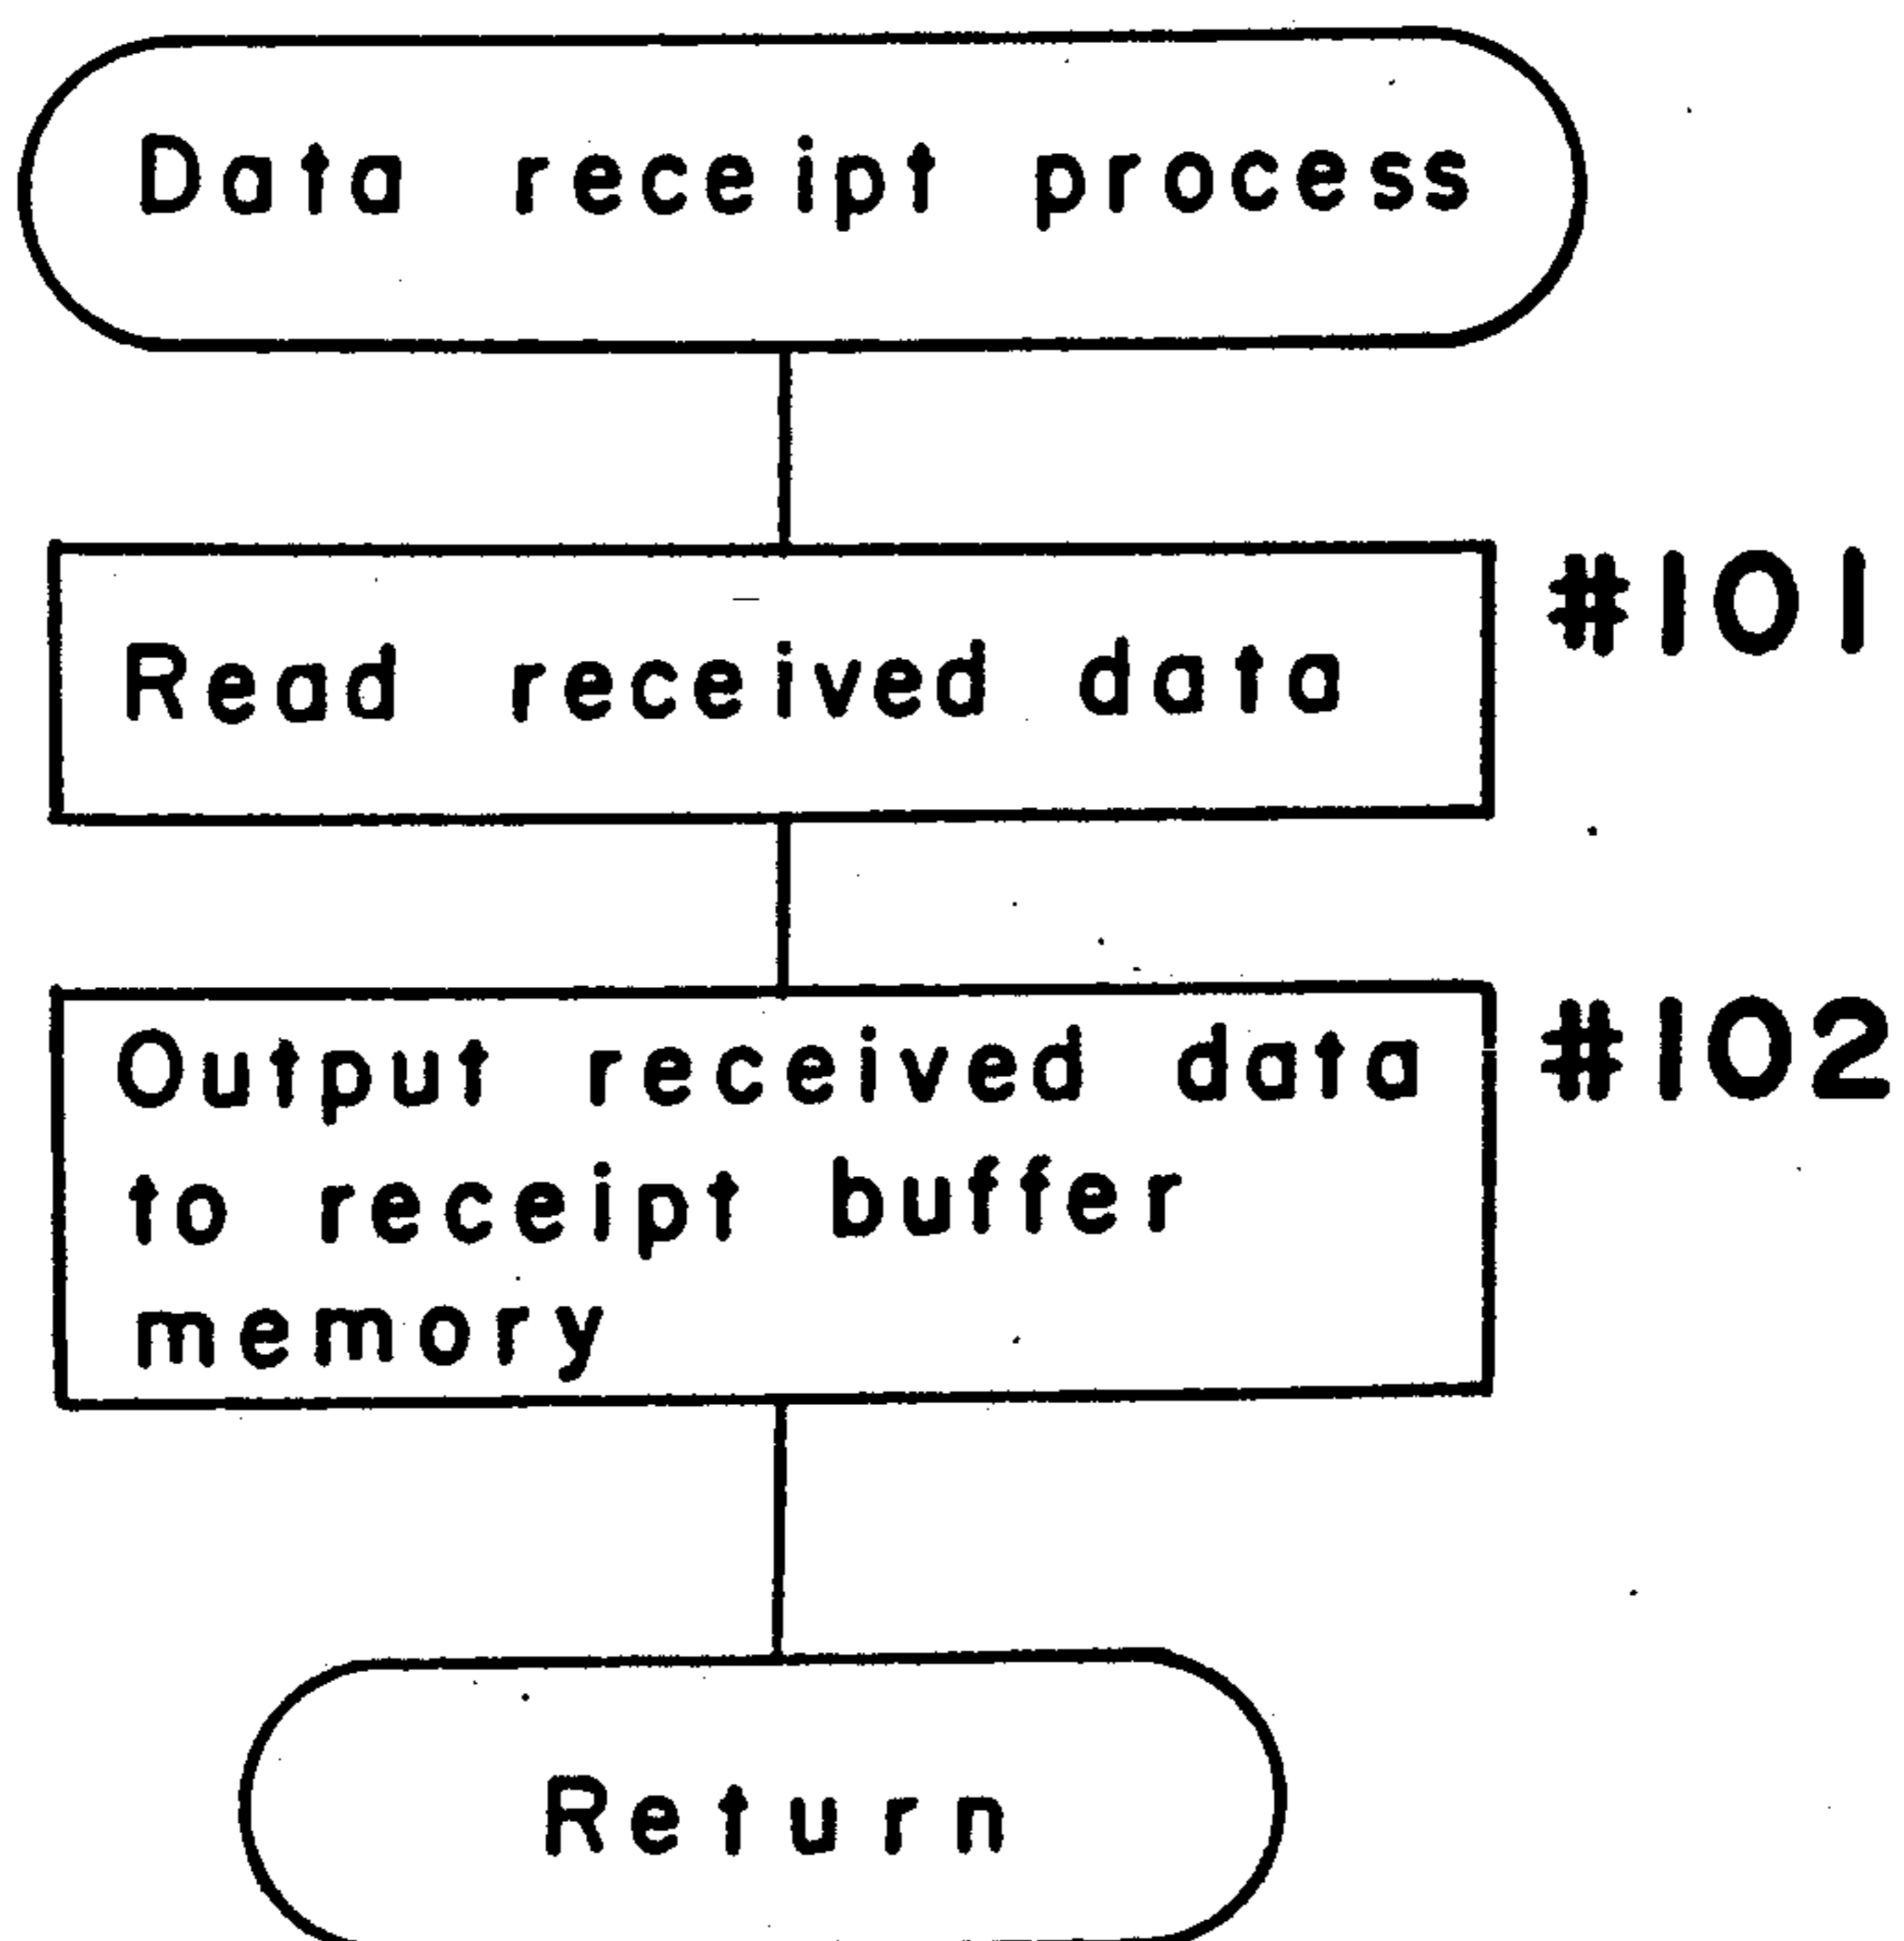 Data receipt process
Read received data
#101
Output received data
to receipt buffer
memory
#102
Return